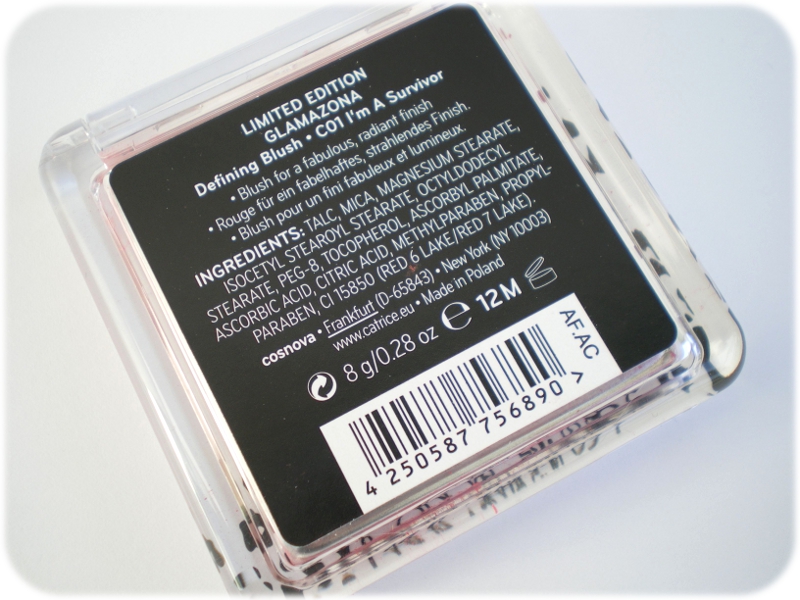 LIMITED EDITION
GLAMAZONA
Defining Blush • C01 I'm A Survivor
• Blush for a fabulous, radiant finish
• Rouge für ein fabelhaftes, strahlendes Finish.
• Blush pour un fini fabuleux et lumineux.
INGREDIENTS: TALC, MICA, MAGNESIUM STEARATE,
ISOCETYL STEAROYL STEARATE, OCTYLDODECYL
STEARATE, PEG-8, TOCOPHEROL, ASCORBYL PALMITATE,
ASCORBIC ACID, CITRIC ACID, METHYLPARABEN, PROPYL-
PARABEN, CI 15850 (RED 6 LAKE/RED 7 LAKE).
cosnova • Frankfurt (D-65843) • New York (NY 10003)
www.catrice.eu • Made in Poland
8 g/0.28 oz e 12M
AFAC
4 250587 756890 >